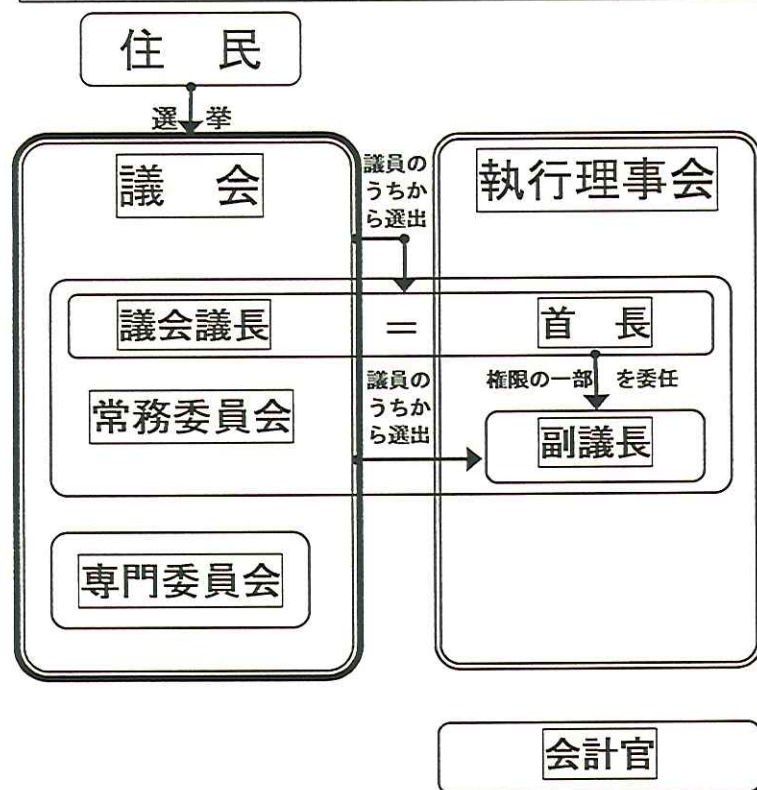 住　民
選　挙
議　会
議員の
うちか
ら選出
執行理事会
議会議長
＝
首　長
常務委員会
議員の
うちか
ら選出
権限の一部　を委任
副議長
専門委員会
会計官